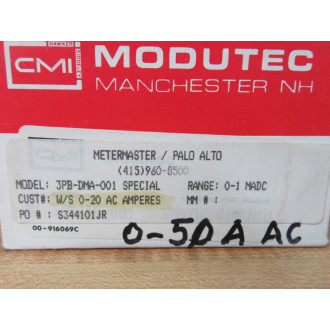 CMI
MODUTEC
MANCHESTER NH
METERMASTER / PALO ALTO
(415)960-8500
MODEL: 3PB-DMA-001 SPECIAL RANGE: 0-1 MADC
CUST#: W/S 0-20 AC AMPERES MM # :
PO # : S344101JR
00-916069C
0-50 A AC